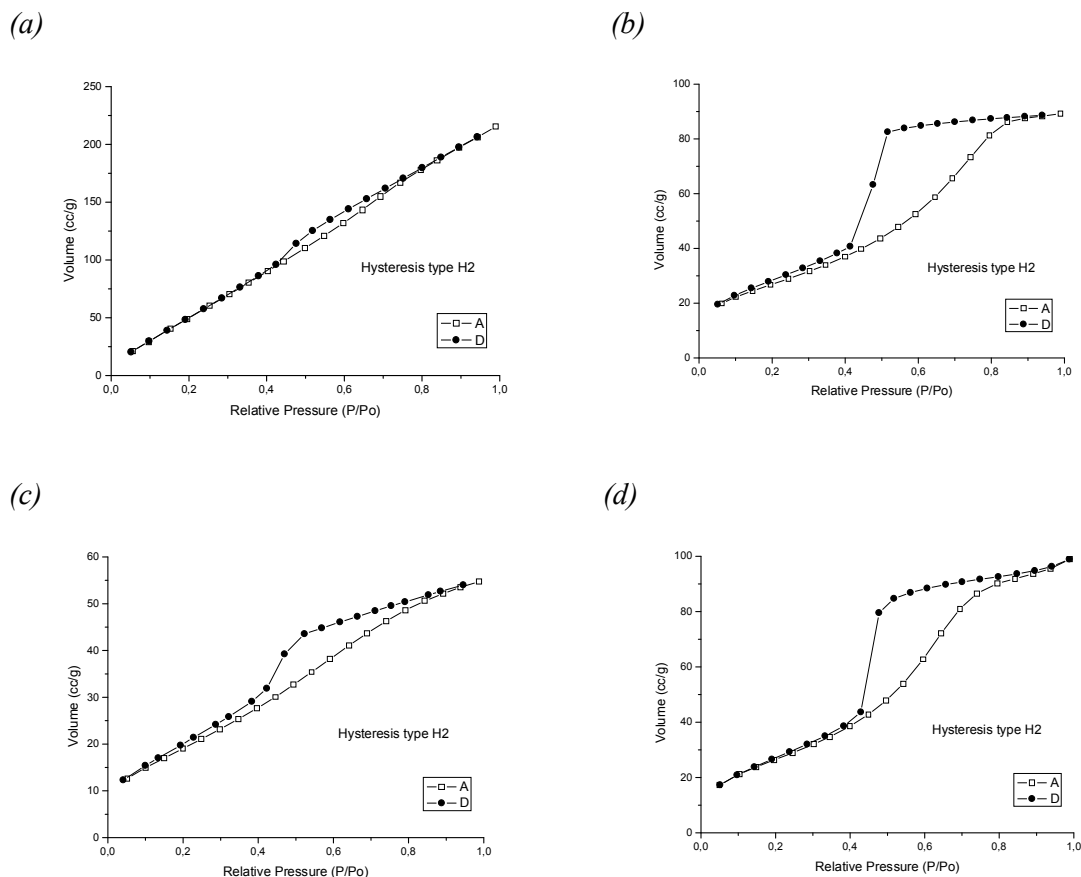 (a)
250
200
150
100
50
0
Volume (cc/g)
Hysteresis type H2
A
D
0,0 0,2 0,4 0,6 0,8 1,0
Relative Pressure (P/Po)
(b)
100
80
60
40
20
0
Volume (cc/g)
Hysteresis type H2
A
D
0,0 0,2 0,4 0,6 0,8 1,0
Relative Pressure (P/Po)
(c)
60
50
40
30
20
10
0
Volume (cc/g)
Hysteresis type H2
A
D
0,0 0,2 0,4 0,6 0,8 1,0
Relative Pressure (P/Po)
(d)
100
80
60
40
20
0
Volume (cc/g)
Hysteresis type H2
A
D
0,0 0,2 0,4 0,6 0,8 1,0
Relative Pressure (P/Po)